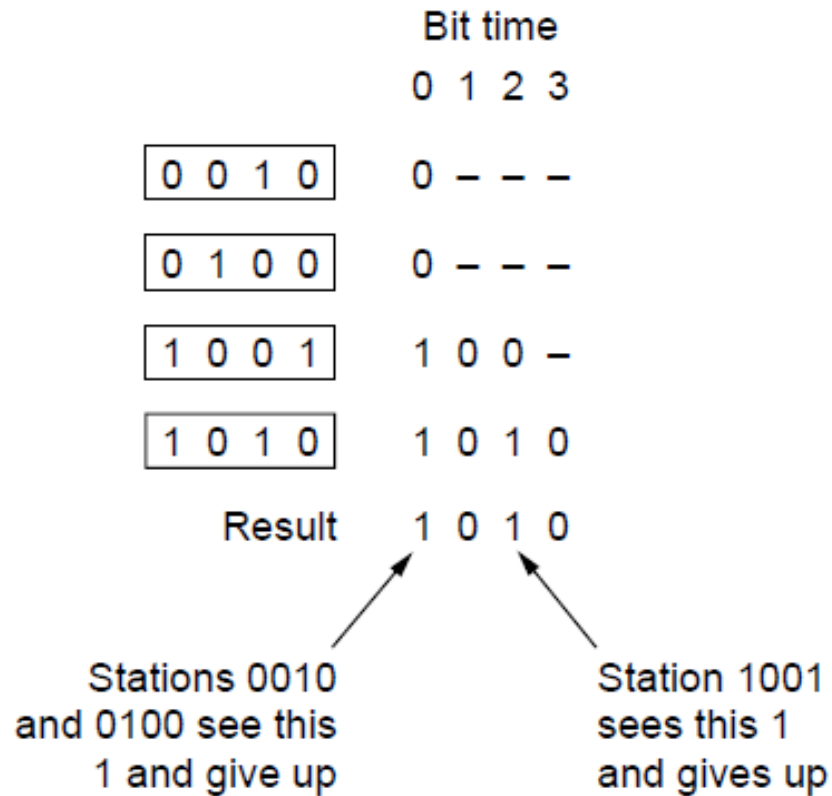 Bit time
0 1 2 3
0 0 1 0 0 – – –
0 1 0 0 0 – – –
1 0 0 1 1 0 0 –
1 0 1 0 1 0 1 0
Result 1 0 1 0
Stations 0010
and 0100 see this
1 and give up
Station 1001
sees this 1
and gives up